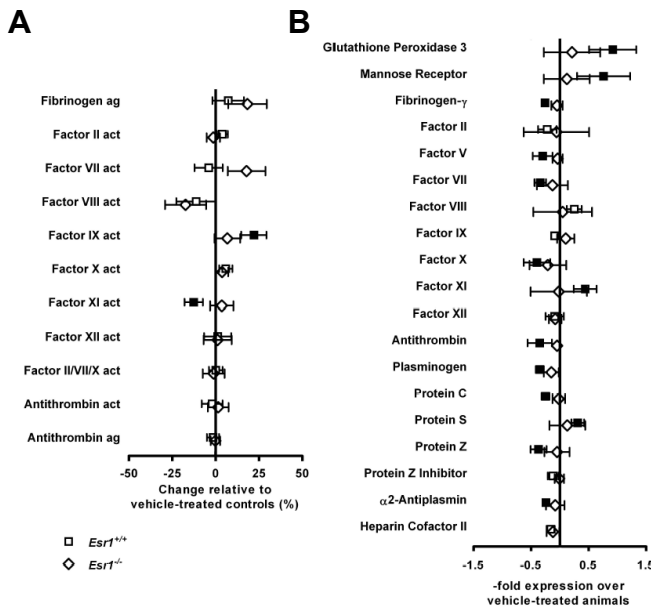 A
Fibrinogen ag
Factor II act
Factor VII act
Factor VIII act
Factor IX act
Factor X act
Factor XI act
Factor XII act
Factor II/VII/X act
Antithrombin act
Antithrombin ag
-50 -25 0 25 50
Change relative to
vehicle-treated controls (%)
Esr1+/+
Esr1-/-
B
Glutathione Peroxidase 3
Mannose Receptor
Fibrinogen-γ
Factor II
Factor V
Factor VII
Factor VIII
Factor IX
Factor X
Factor XI
Factor XII
Antithrombin
Plasminogen
Protein C
Protein S
Protein Z
Protein Z Inhibitor
α2-Antiplasmin
Heparin Cofactor II
-1.5 -0.5 0.5 1.5
-fold expression over
vehicle-treated animals